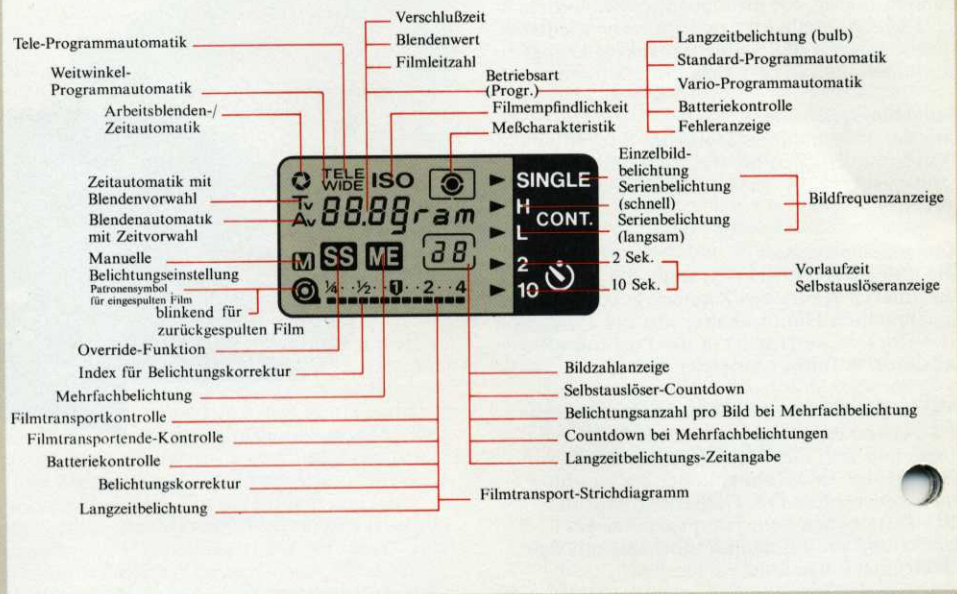 Verschlußzeit
Blendenwert
Filmleitzahl
Betriebsart
(Progr.)
Filmempfindlichkeit
Meßcharakteristik
Langzeitbelichtung (bulb)
Standard-Programmautomatik
Vario-Programmautomatik
Batteriekontrolle
Fehleranzeige
Tele-Programmautomatik
Weitwinkel-
Programmautomatik
Arbeitsblenden-/
Zeitautomatik
Zeitautomatik mit
Blendenvorwahl
Blendenautomatik
mit Zeitvorwahl
Manuelle
Belichtungseinstellung
Patronensymbol
für eingespulten Film
blinkend für
zurückgespulten Film
TELE
WIDE ISO
Tv
Av 88.8gram
M SS ME 38
¼··½··1··2··4
SINGLE
H
CONT.
L
2
10
Einzelbild-
belichtung
Serienbelichtung
(schnell)
Serienbelichtung
(langsam)
Bildfrequenzanzeige
2 Sek.
10 Sek.
Vorlaufzeit
Selbstauslöseranzeige
Override-Funktion
Index für Belichtungskorrektur
Mehrfachbelichtung
Filmtransportkontrolle
Filmtransportende-Kontrolle
Batteriekontrolle
Belichtungskorrektur
Langzeitbelichtung
Bildzahlanzeige
Selbstauslöser-Countdown
Belichtungsanzahl pro Bild bei Mehrfachbelichtung
Countdown bei Mehrfachbelichtungen
Langzeitbelichtungs-Zeitangabe
Filmtransport-Strichdiagramm